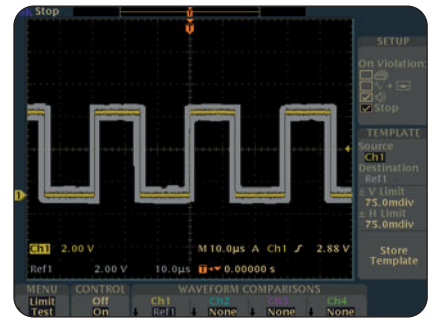 Stop
T
SETUP
On Violation:
Stop
TEMPLATE
Source
Ch1
Destination
Ref1
± V Limit
75.0mdiv
± H Limit
75.0mdiv
Store
Template
1
Ch1 2.00 V M 10.0µs A Ch1 2.88 V
Ref1 2.00 V 10.0µs T 0.00000 s
MENU CONTROL WAVEFORM COMPARISONS
Limit Off Ch1 Ch2 Ch3 Ch4
Test On Ref1 None None None